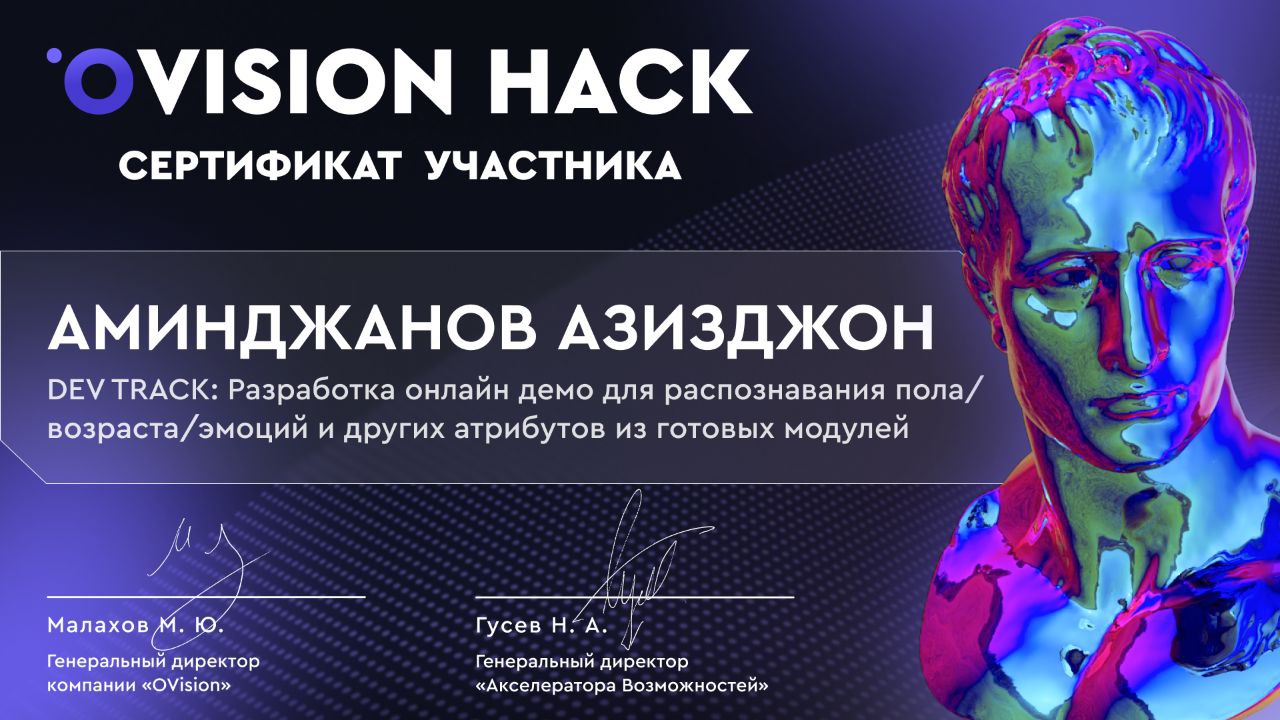 OVISION HACK
СЕРТИФИКАТ УЧАСТНИКА
АМИНДЖАНОВ АЗИЗДЖОН
DEV TRACK: Разработка онлайн демо для распознавания пола/
возраста/эмоций и других атрибутов из готовых модулей
Малахов М. Ю.
Генеральный директор
компании «OVision»
Гусев Н. А.
Генеральный директор
«Акселератора Возможностей»